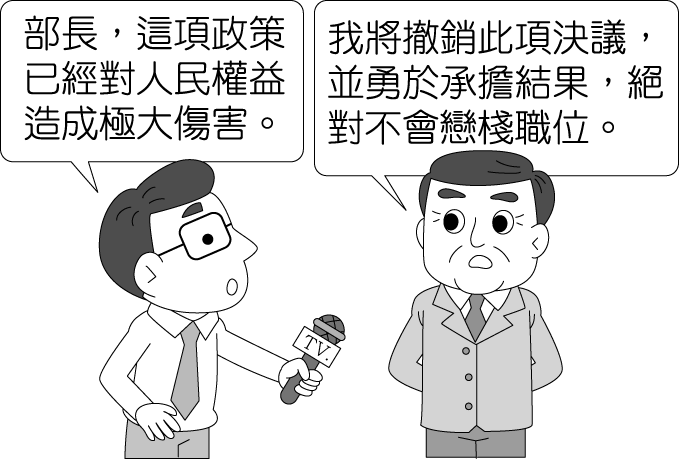 部長，這項政策
已經對人民權益
造成極大傷害。
我將撤銷此項決議，
並勇於承擔結果，絕
對不會戀棧職位。
TV.